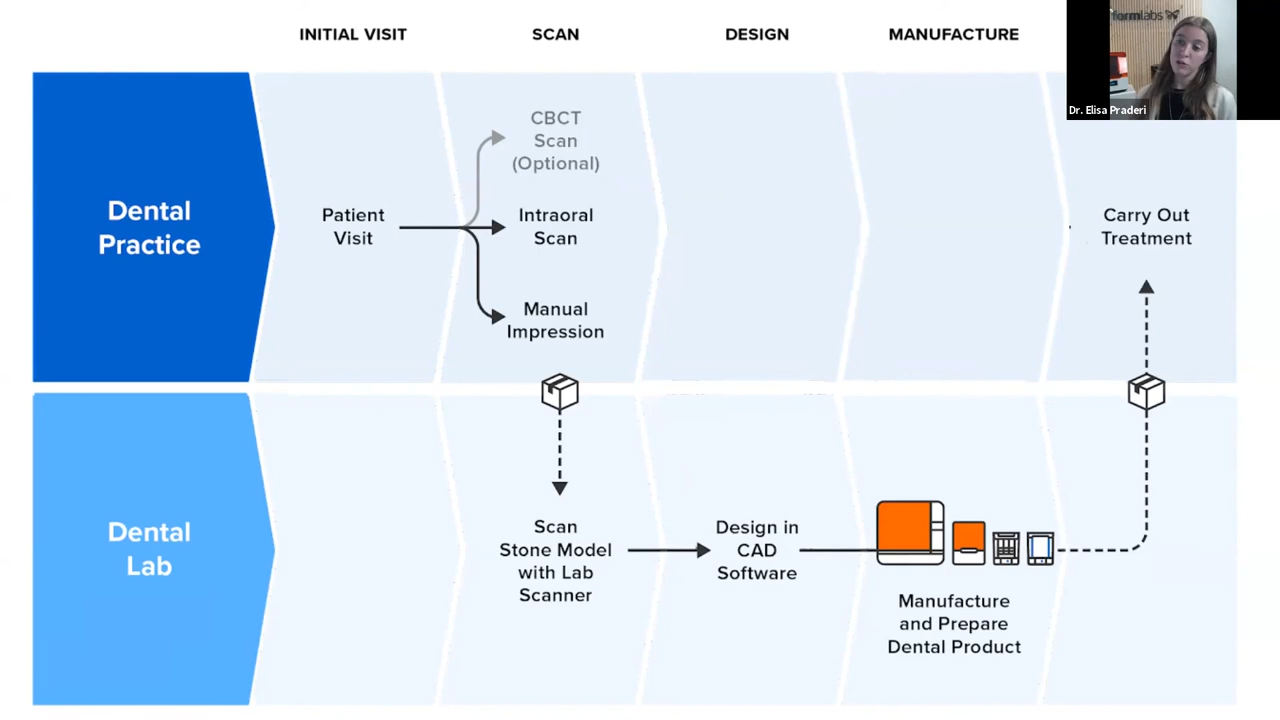 INITIAL VISIT
SCAN
DESIGN
MANUFACTURE
formlabs
Dr. Elisa Praderi
Dental
Practice
Patient
Visit
CBCT
Scan
(Optional)
Intraoral
Scan
Manual
Impression
Carry Out
Treatment
Dental
Lab
Scan
Stone Model
with Lab
Scanner
Design in
CAD
Software
Manufacture
and Prepare
Dental Product